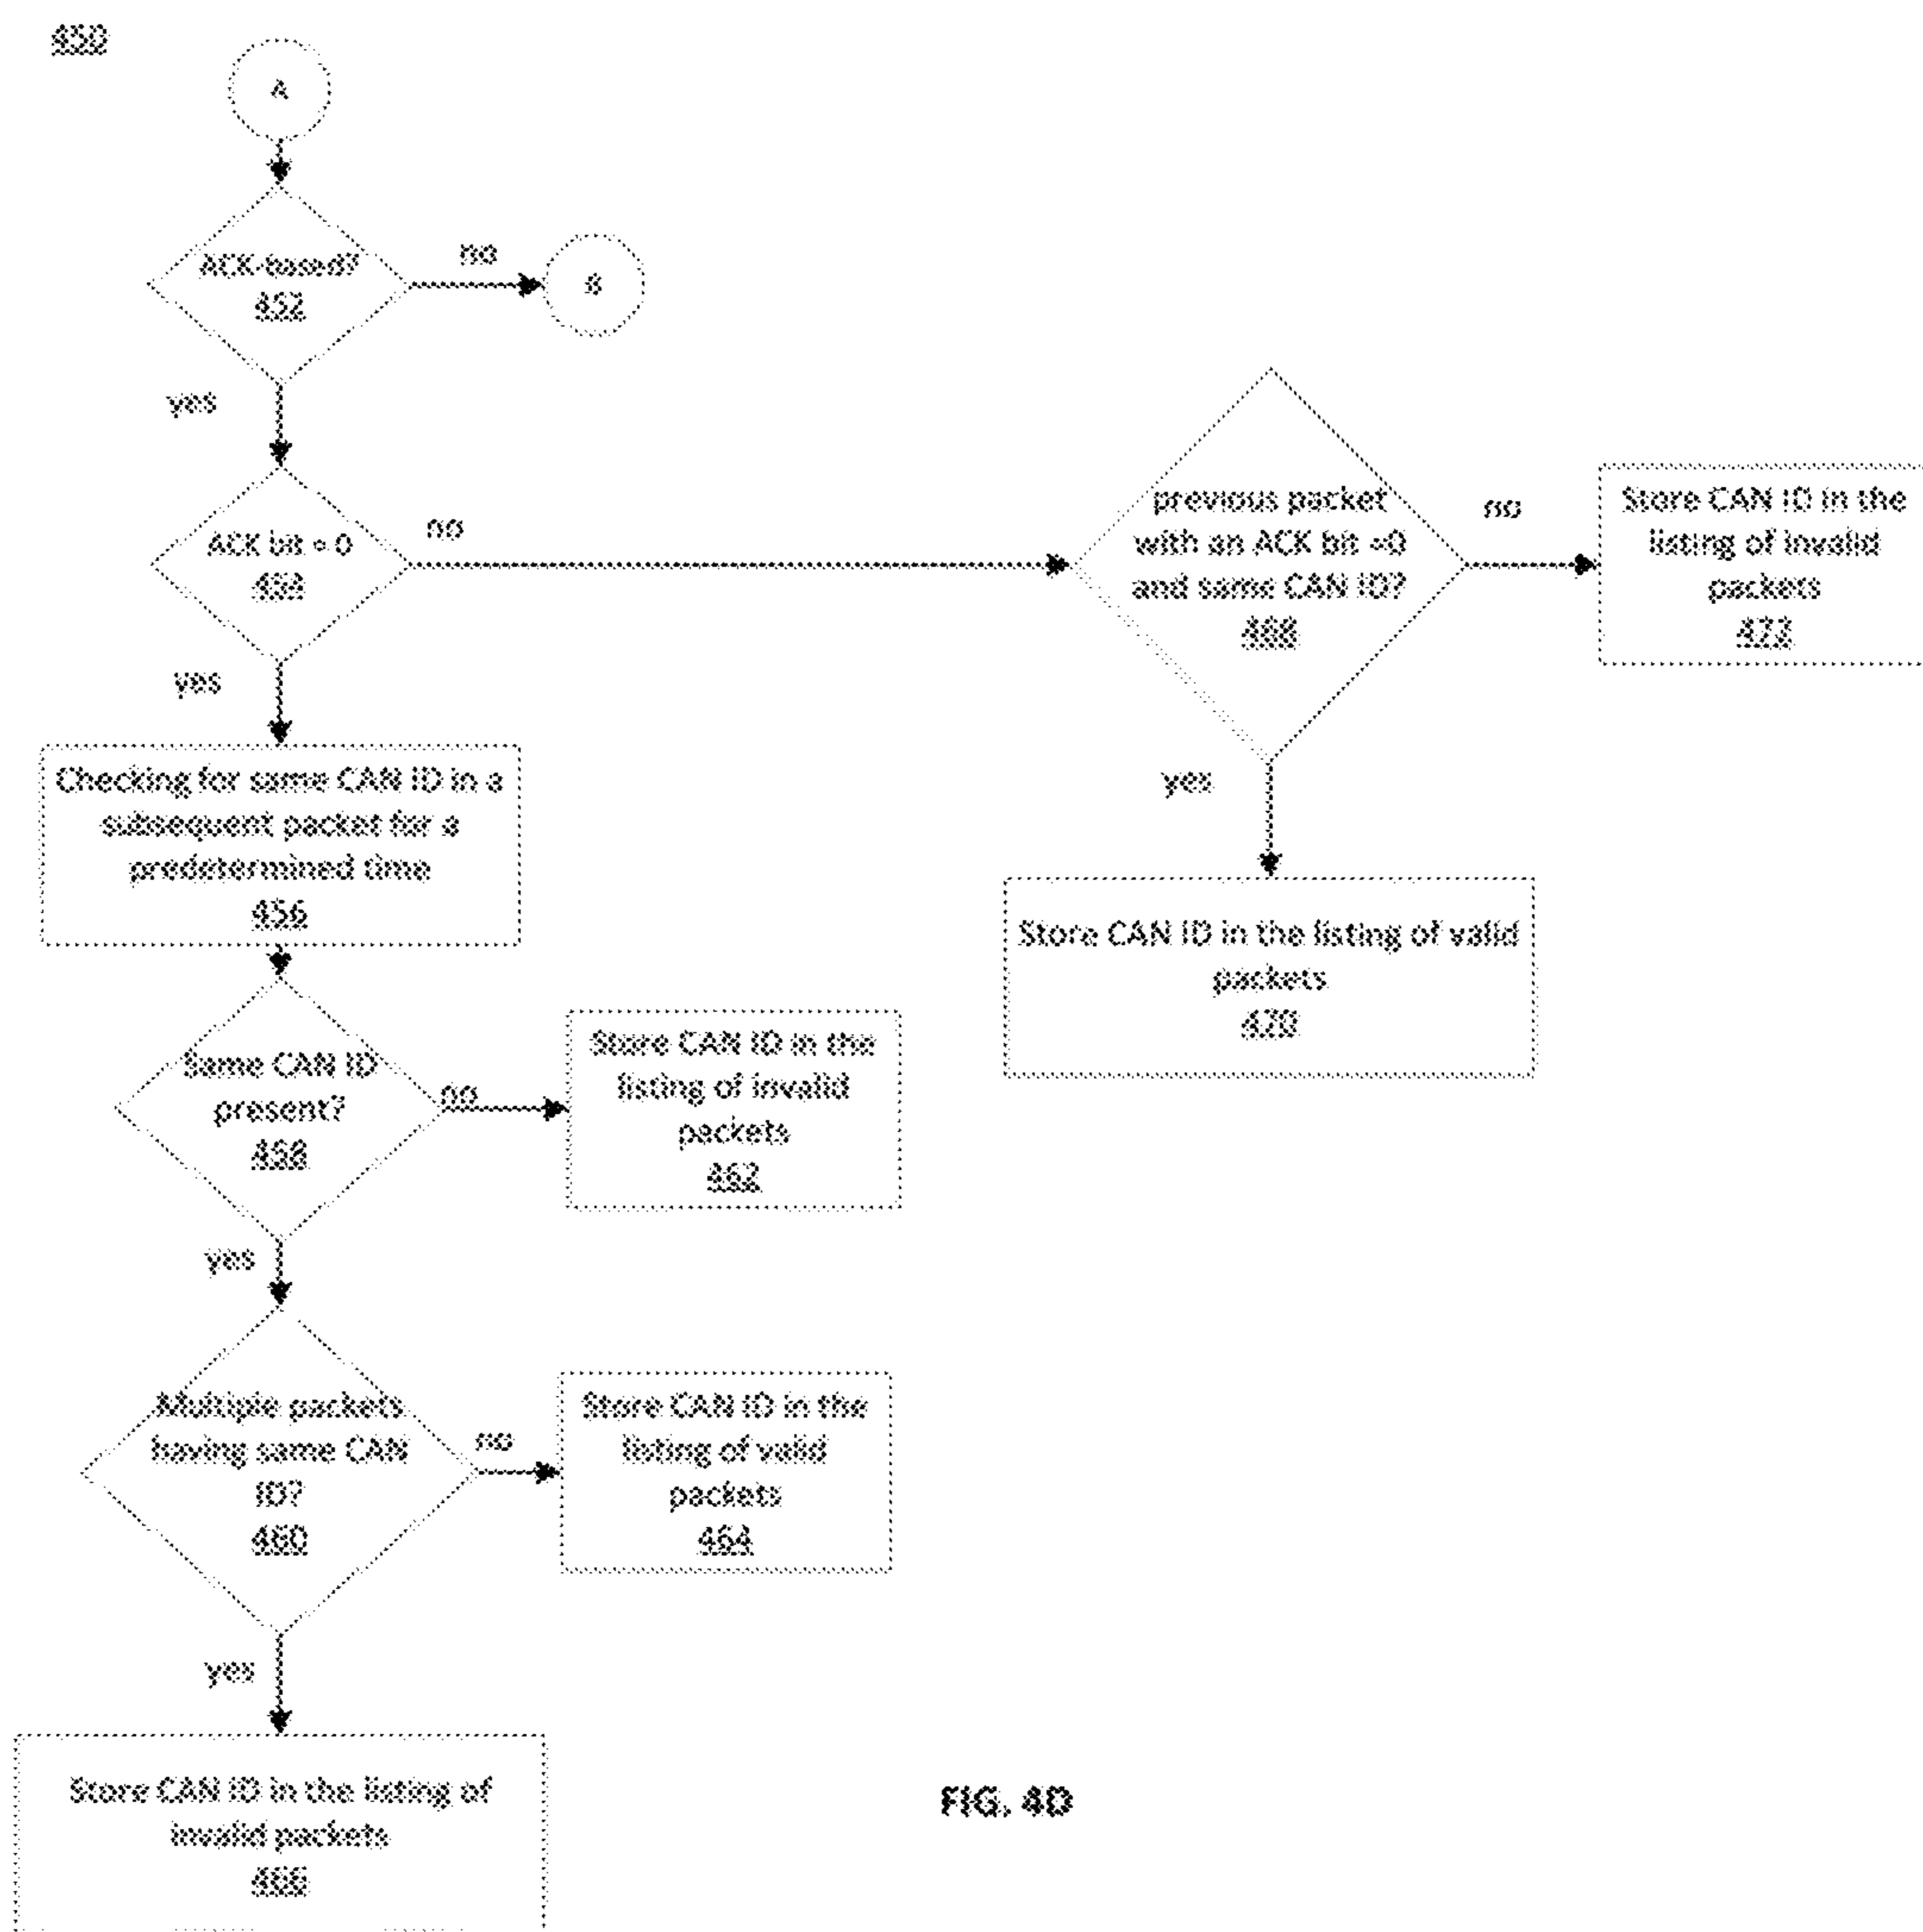 450
A
ACK-based?
452
no
B
yes
ACK bit = 0
454
no
previous packet
with an ACK bit =0
and same CAN ID?
468
no
Store CAN ID in the
listing of invalid
packets
472
yes
Checking for same CAN ID in a
subsequent packet for a
predetermined time
456
yes
Store CAN ID in the listing of valid
packets
470
Same CAN ID
present?
458
no
Store CAN ID in the
listing of invalid
packets
462
yes
Multiple packets
having same CAN
ID?
460
no
Store CAN ID in the
listing of valid
packets
464
yes
Store CAN ID in the listing of
invalid packets
466
FIG. 4D